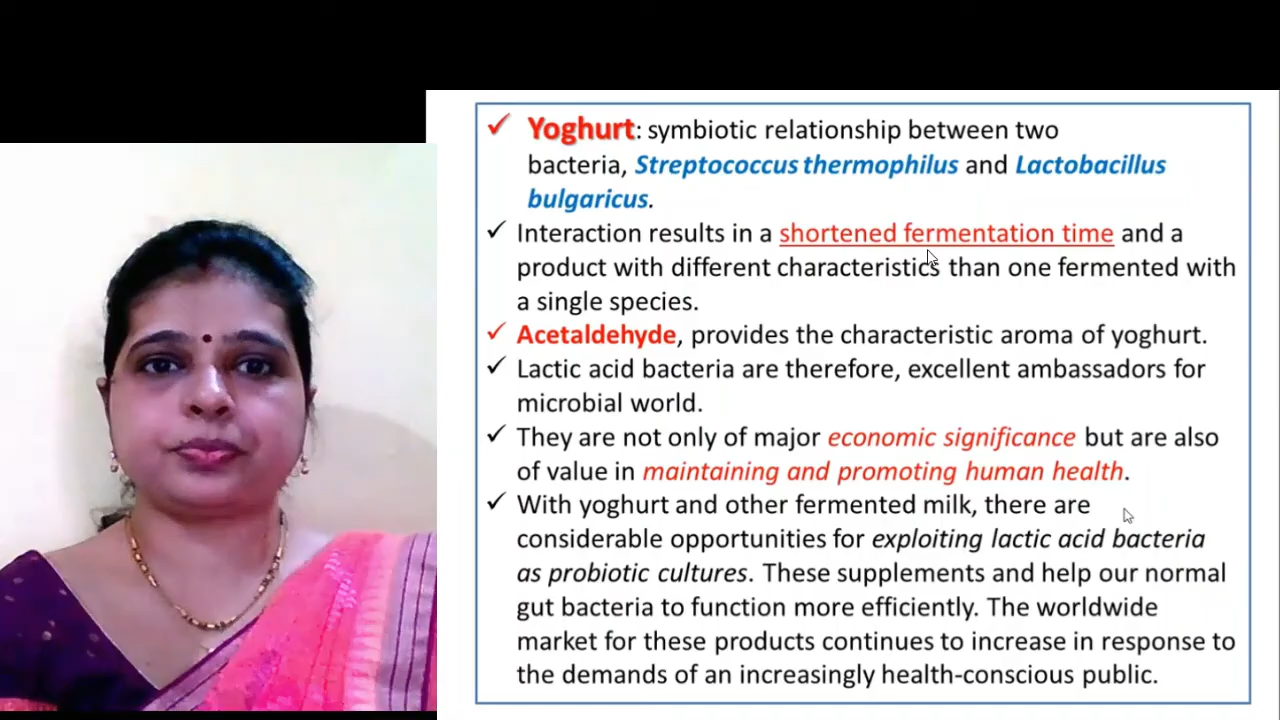 Yoghurt: symbiotic relationship between two
bacteria, Streptococcus thermophilus and Lactobacillus
bulgaricus.
Interaction results in a shortened fermentation time and a
product with different characteristics than one fermented with
a single species.
Acetaldehyde, provides the characteristic aroma of yoghurt.
Lactic acid bacteria are therefore, excellent ambassadors for
microbial world.
They are not only of major economic significance but are also
of value in maintaining and promoting human health.
With yoghurt and other fermented milk, there are
considerable opportunities for exploiting lactic acid bacteria
as probiotic cultures. These supplements and help our normal
gut bacteria to function more efficiently. The worldwide
market for these products continues to increase in response to
the demands of an increasingly health-conscious public.